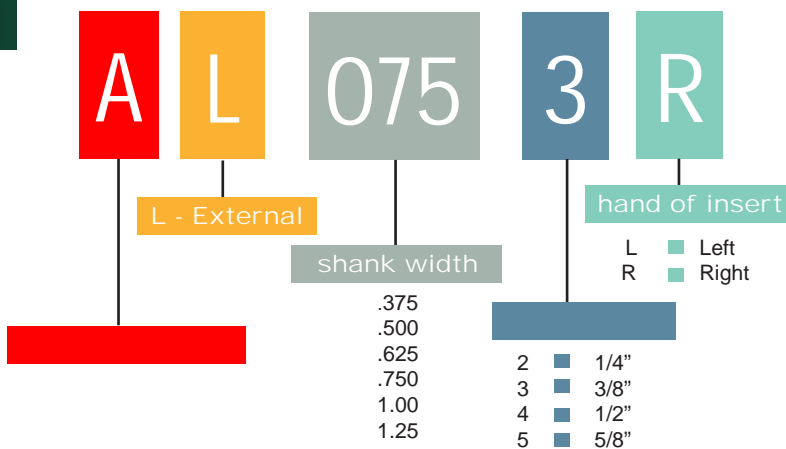 A L 075 3 R
L - External
hand of insert
L Left
R Right
shank width
.375
.500
.625
.750
1.00
1.25
2 1/4”
3 3/8”
4 1/2”
5 5/8”